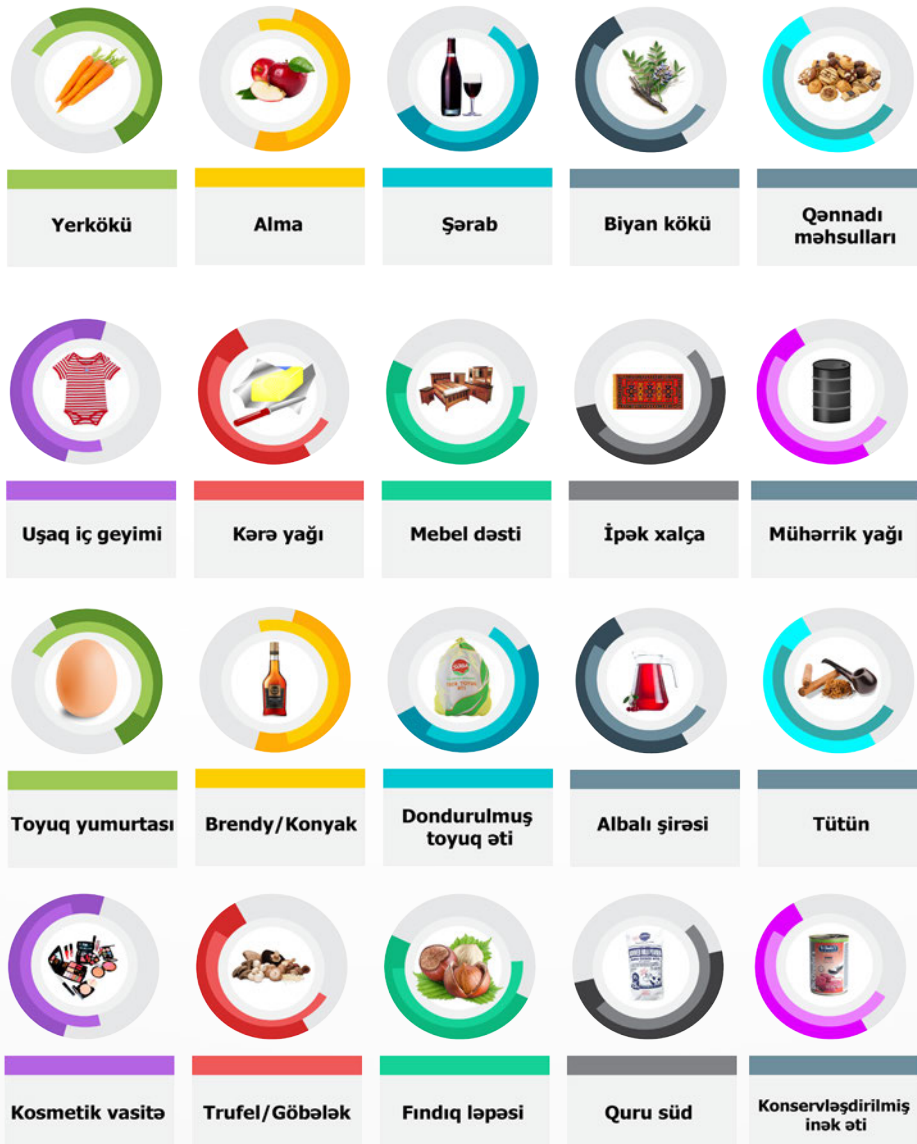 Yerkökü
Alma
Şərab
Biyan kökü
Qənnadı
məhsulları
Uşaq iç geyimi
Kərə yağı
Mebel dəsti
İpək xalça
Mühərrik yağı
Toyuq yumurtası
Brendy/Konyak
Dondurulmuş
toyuq əti
Albalı şirəsi
Tütün
Kosmetik vasitə
Trufel/Göbələk
Fındıq ləpəsi
Quru süd
Konservləşdirilmiş
inək əti